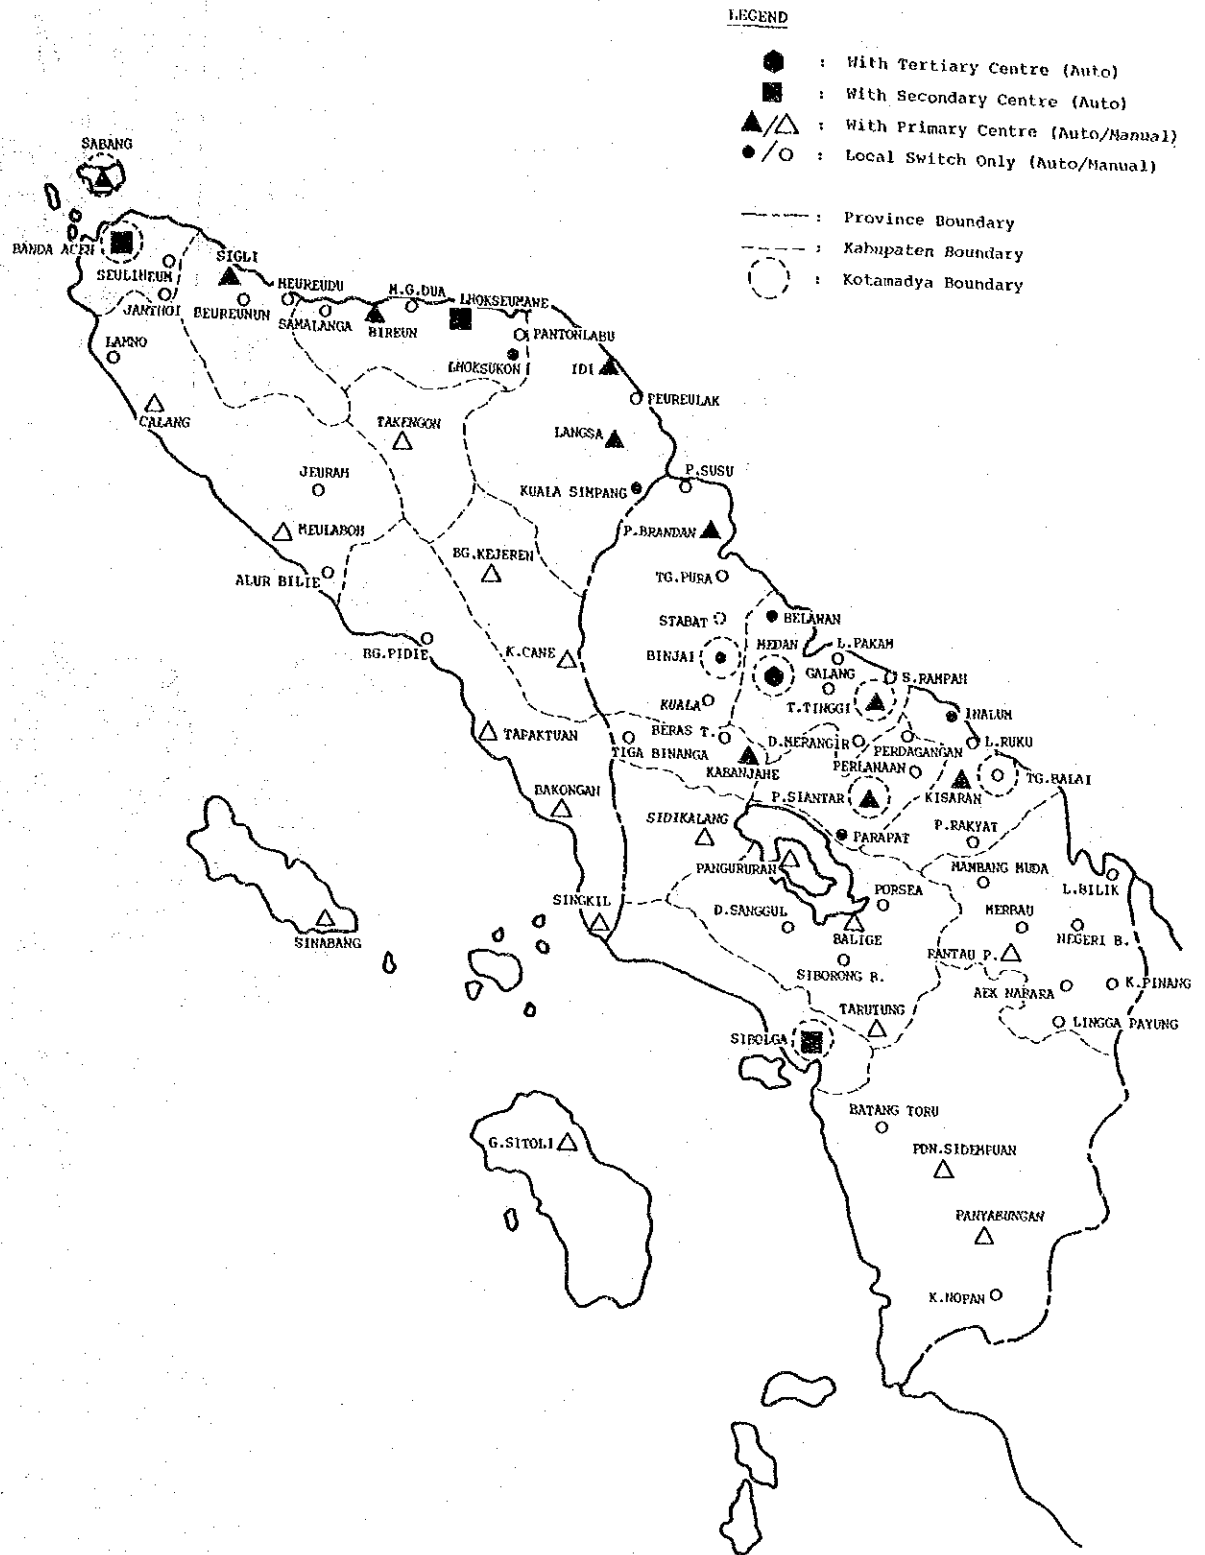 LEGEND
: With Tertiary Centre (Auto)
: With Secondary Centre (Auto)
/ : With Primary Centre (Auto/Manual)
/ : Local Switch Only (Auto/Manual)
: Province Boundary
: Kabupaten Boundary
: Kotamadya Boundary
SABANG
BANDA ACEH
SEULIHEUM
SIGLI
JANTHOI
BEUREUNUN
MEUREUDU
SAMALANGA
M.G.DUA
BIREUN
LHOKSEUMAWE
PANTONLABU
LHOKSUKON
LAMNO
IDI
PEUREULAK
CALANG
TAKENGON
LANGSA
P.SUSU
JEURAM
KUALA SIMPANG
MEULABOH
P.BRANDAN
BG.KEJEREN
ALUR BILIE
TG.PURA
STABAT
BELAWAN
BG.PIDIE
K.CANE
BINJAI
MEDAN
L.PAKAM
GALANG
S.RAMPAH
KUALA
T.TINGGI
INALUM
TAPAKTUAN
BERAS T.
TIGA BINANGA
D.MERANGIR
PERDAGANGAN
L.RUKU
KABANJAHE
PERLANAAN
TG.BALAI
BAKONGAN
P.SIANTAR
KISARAN
SIDIKALANG
PARAPAT
P.RAKYAT
PANGURURAN
MAMBANG MUDA
L.BILIK
SINGKIL
D.SANGGUL
PORSEA
MERBAU
SINABANG
BALIGE
NEGERI B.
RANTAU P.
SIBORONG B.
AEK NABARA
K.PINANG
TARUTUNG
LINGGA PAYUNG
SIBOLGA
BATANG TORU
G.SITOLI
PDN.SIDEMPUAN
PANYABUNGAN
K.NOPAN